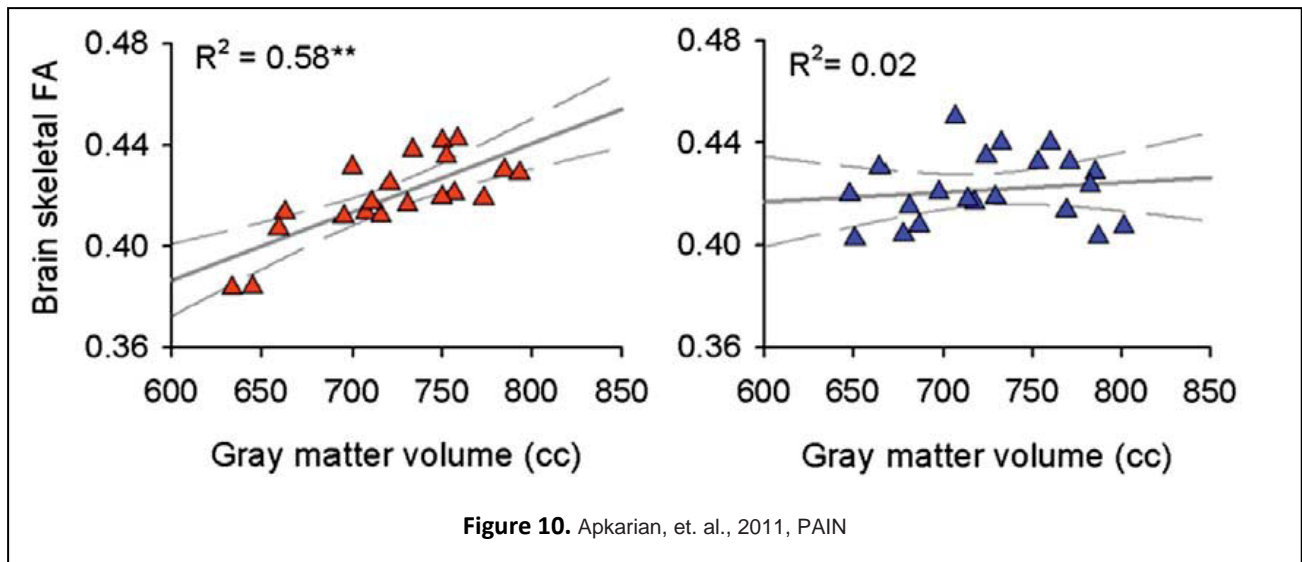 R² = 0.58**
Brain skeletal FA
0.48
0.44
0.40
0.36
600 650 700 750 800 850
Gray matter volume (cc)
R²= 0.02
0.48
0.44
0.40
0.36
600 650 700 750 800 850
Gray matter volume (cc)
Figure 10. Apkarian, et. al., 2011, PAIN